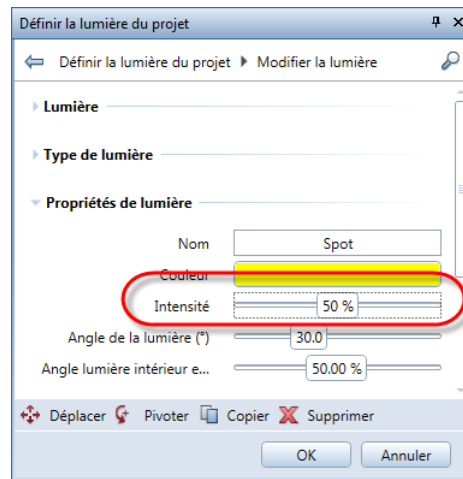 Définir la lumière du projet
Définir la lumière du projet Modifier la lumière
Lumière
Type de lumière
Propriétés de lumière
Nom Spot
Couleur
Intensité 50 %
Angle de la lumière (°) 30.0
Angle lumière intérieur e... 50.00 %
Déplacer Pivoter Copier Supprimer
OK Annuler